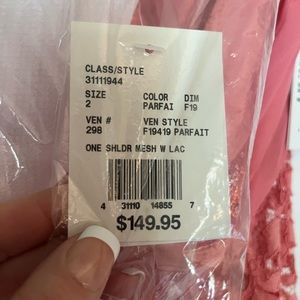 CLASS/STYLE
31111944
SIZE COLOR DIM
2 PARFAI F19
VEN # VEN STYLE
298 F19419 PARFAIT
ONE SHLDR MESH W LAC
4 31110 14855 7
$149.95